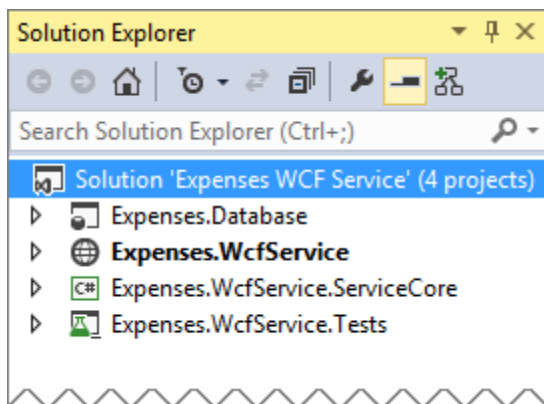 Solution Explorer
Search Solution Explorer (Ctrl+;)
Solution 'Expenses WCF Service' (4 projects)
Expenses.Database
Expenses.WcfService
C# Expenses.WcfService.ServiceCore
Expenses.WcfService.Tests